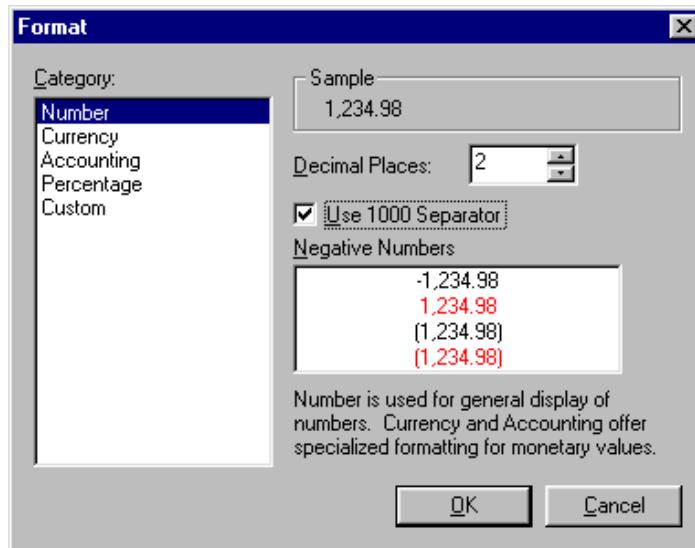 Format
Category:
Number
Currency
Accounting
Percentage
Custom
Sample
1,234.98
Decimal Places: 2
Use 1000 Separator
Negative Numbers
-1,234.98
1,234.98
(1,234.98)
(1,234.98)
Number is used for general display of
numbers. Currency and Accounting offer
specialized formatting for monetary values.
OK Cancel